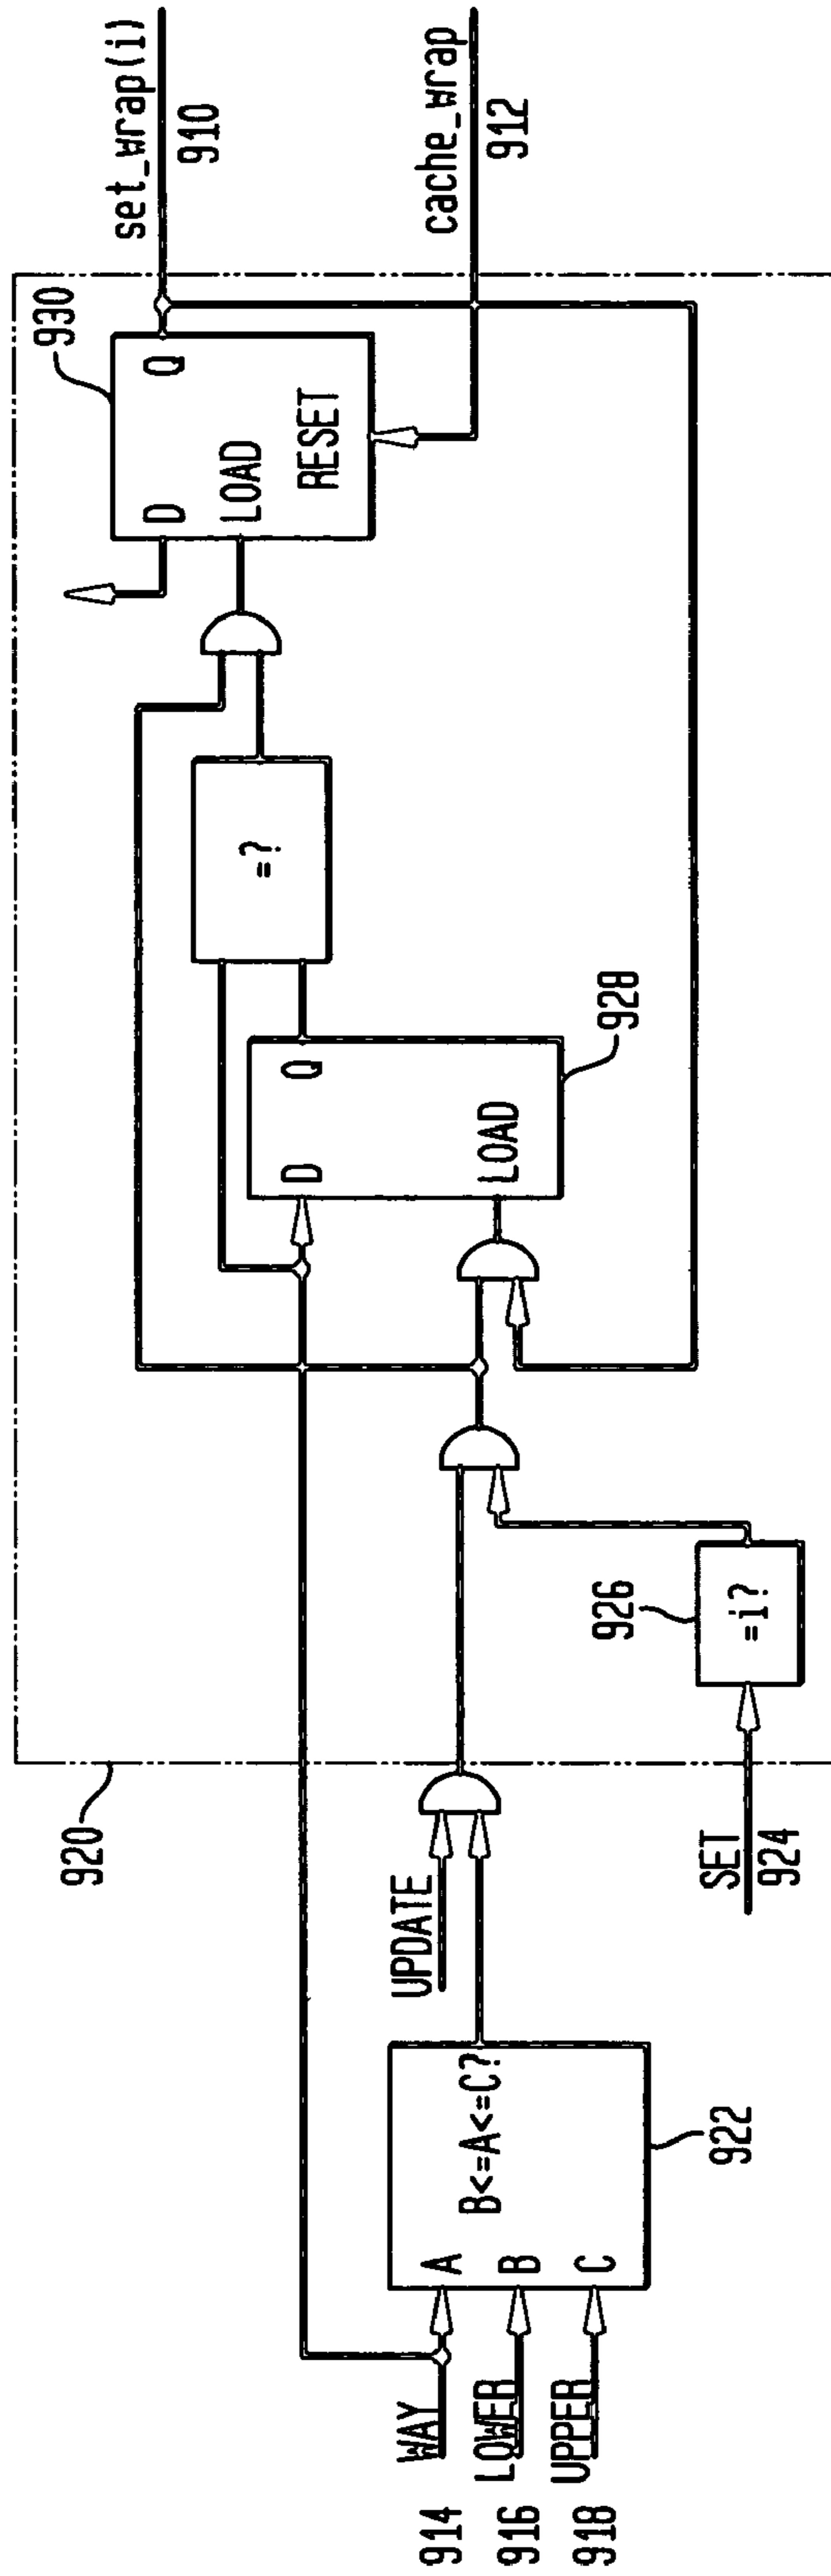 set_wrap(i)
910
cache_wrap
912
930
D
Q
LOAD
RESET
=?
D
Q
LOAD
928
920
926
=i?
SET
924
UPDATE
B<=A<=C?
A
B
C
922
WAY
914
LOWER
916
UPPER
918